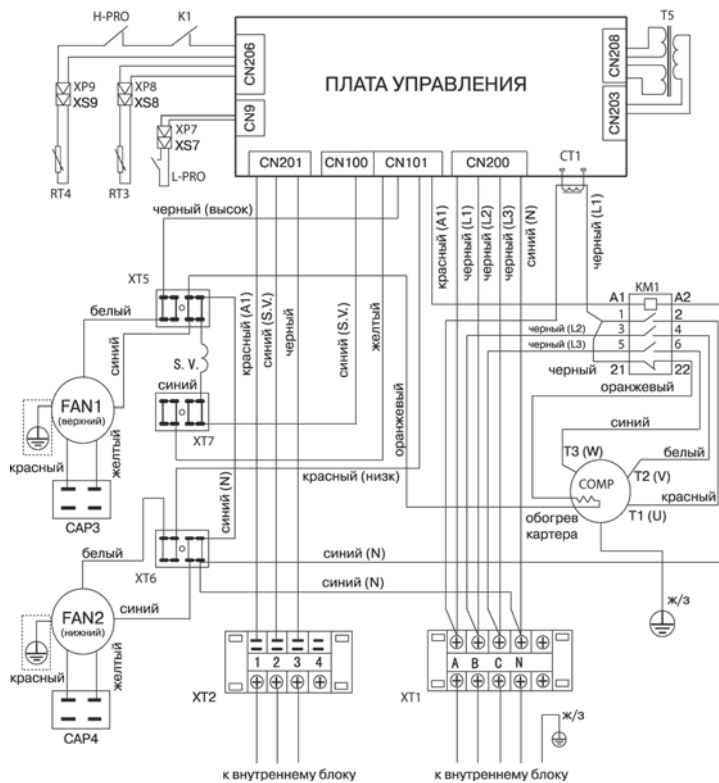 H-PRO
K1
T5
CN206
CN208
ПЛАТА УПРАВЛЕНИЯ
XP9
XS9
XP8
XS8
CN9
CN203
XP7
XS7
L-PRO
RT4
RT3
CN201
CN100
CN101
CN200
CT1
черный (высок)
красный (A1)
черный (L1)
черный (L2)
черный (L3)
синий (N)
черный (L1)
XT5
белый
синий
красный (A1)
синий (S.V.)
черный
синий (S.V.)
желтый
оранжевый
KM1
A1
A2
1
2
черный (L2)
3
4
черный (L3)
5
6
черный
21
22
оранжевый
S. V.
синий
FAN1
(верхний)
XT7
синий
T3 (W)
белый
красный
желтый
синий (N)
красный (низк)
COMP
T2 (V)
красный
T1 (U)
обогрев
картера
CAP3
белый
XT6
синий (N)
синий (N)
синий
FAN2
(нижний)
ж/з
красный
желтый
1 2 3 4
A B C N
XT2
XT1
CAP4
ж/з
к внутреннему блоку
к внутреннему блоку